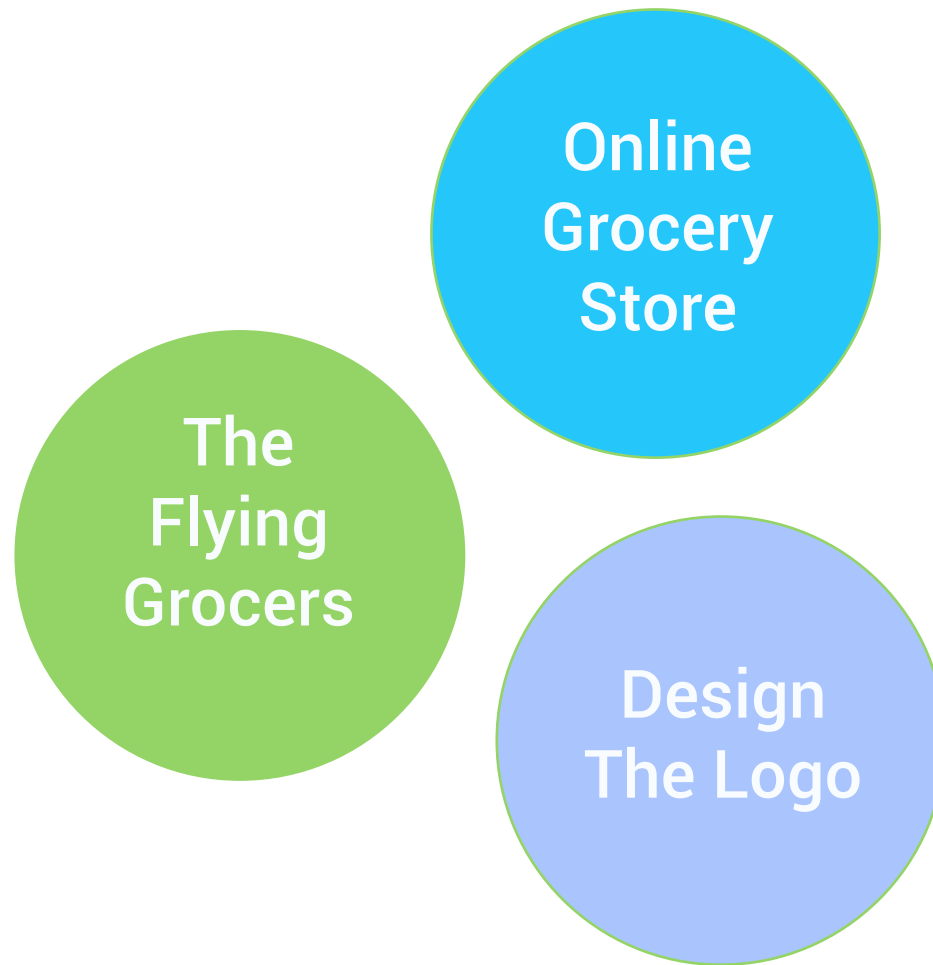 Online
Grocery
Store
The
Flying
Grocers
Design
The Logo